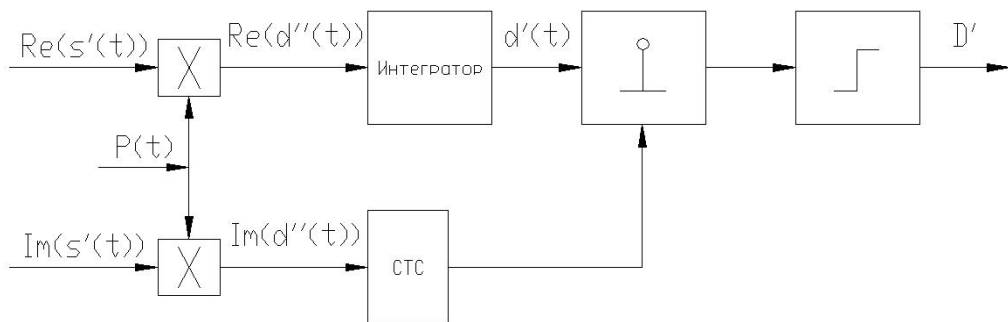 Re(s'(t))
X
Re(d''(t))
Интегратор
d'(t)
D'
P(t)
Im(s'(t))
X
Im(d''(t))
СТС